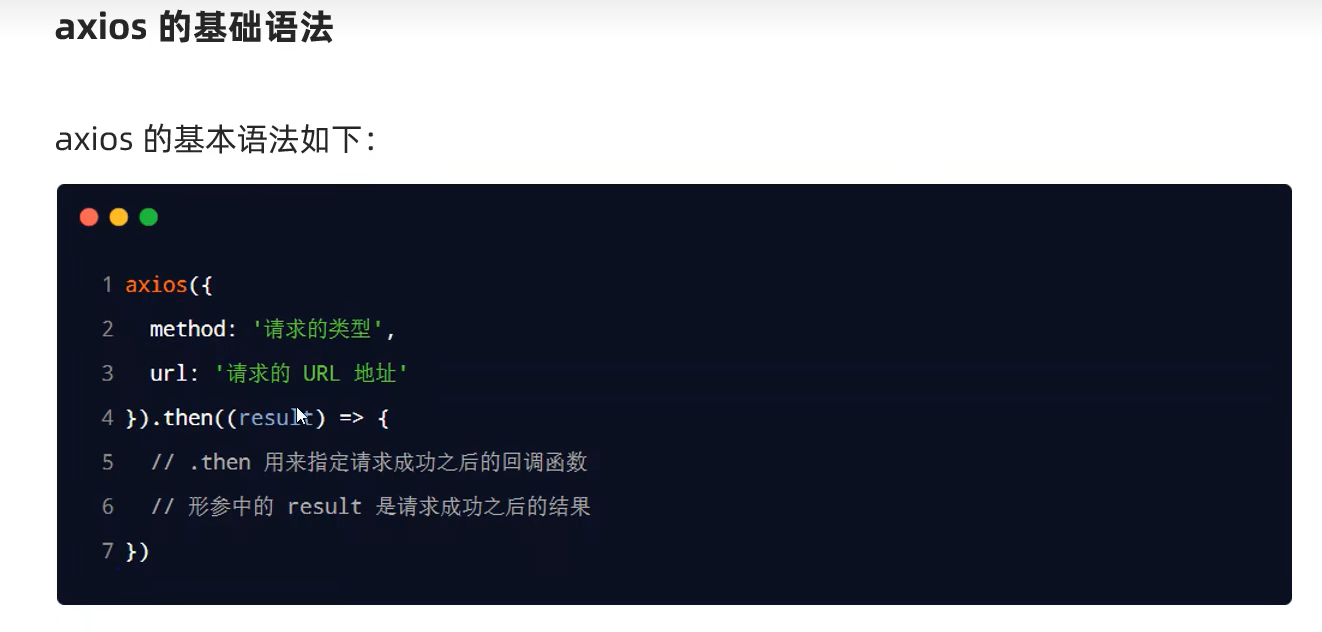 axios 的基础语法
axios 的基本语法如下：
1 axios({
2   method: '请求的类型',
3   url: '请求的 URL 地址'
4 }).then((result) => {
5   // .then 用来指定请求成功之后的回调函数
6   // 形参中的 result 是请求成功之后的结果
7 })